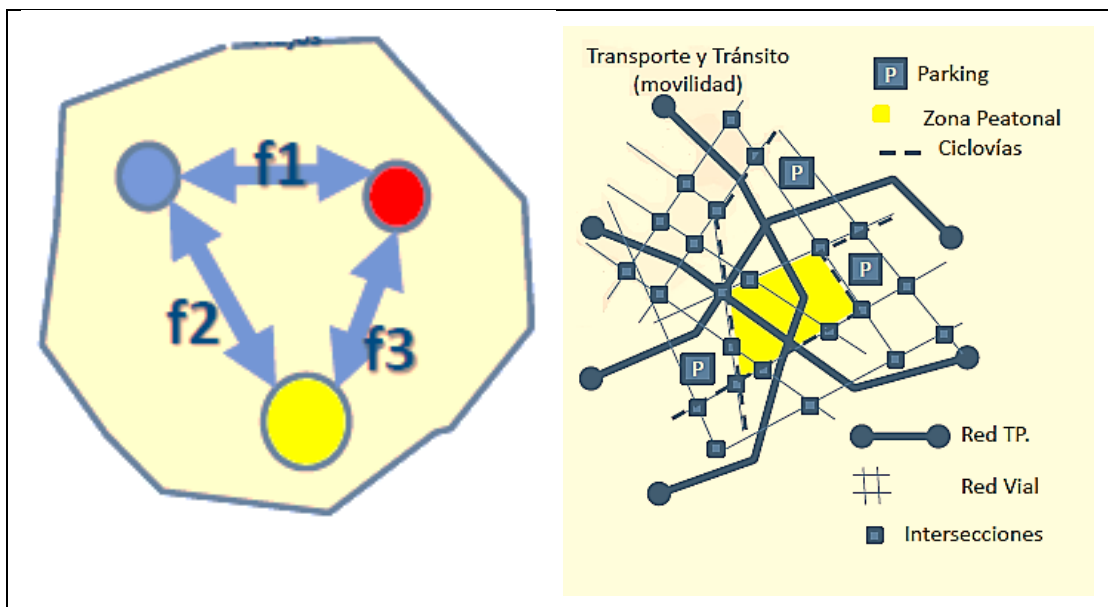 f1
f2
f3
Transporte y Tránsito
(movilidad)
P Parking
Zona Peatonal
Ciclovías
P
P
P
Red TP.
Red Vial
Intersecciones